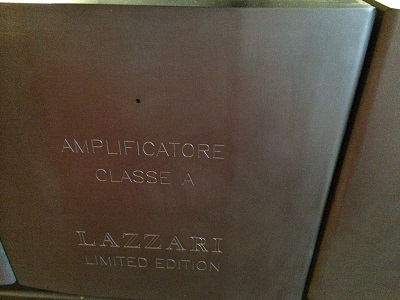 AMPLIFICATORE
CLASSE A
LAZZARI
LIMITED EDITION